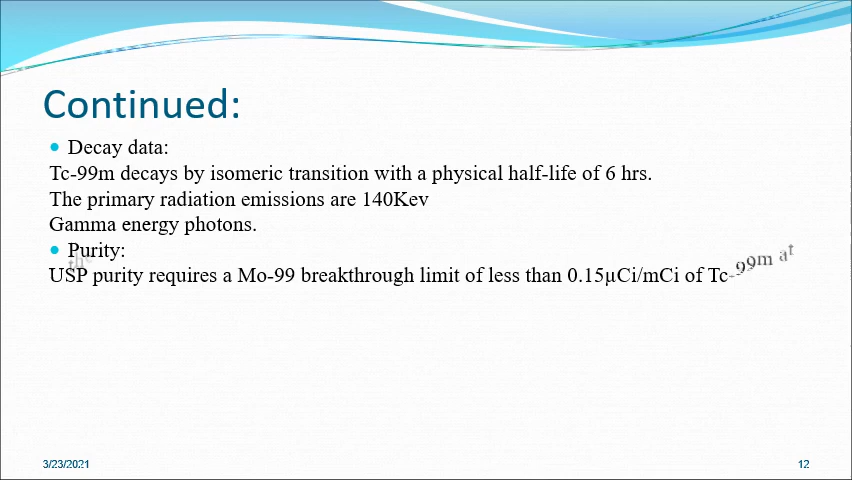 Continued:
Decay data:
Tc-99m decays by isomeric transition with a physical half-life of 6 hrs.
The primary radiation emissions are 140Kev
Gamma energy photons.
Purity:
USP purity requires a Mo-99 breakthrough limit of less than 0.15µCi/mCi of Tc-99m at
the
3/23/2021
12